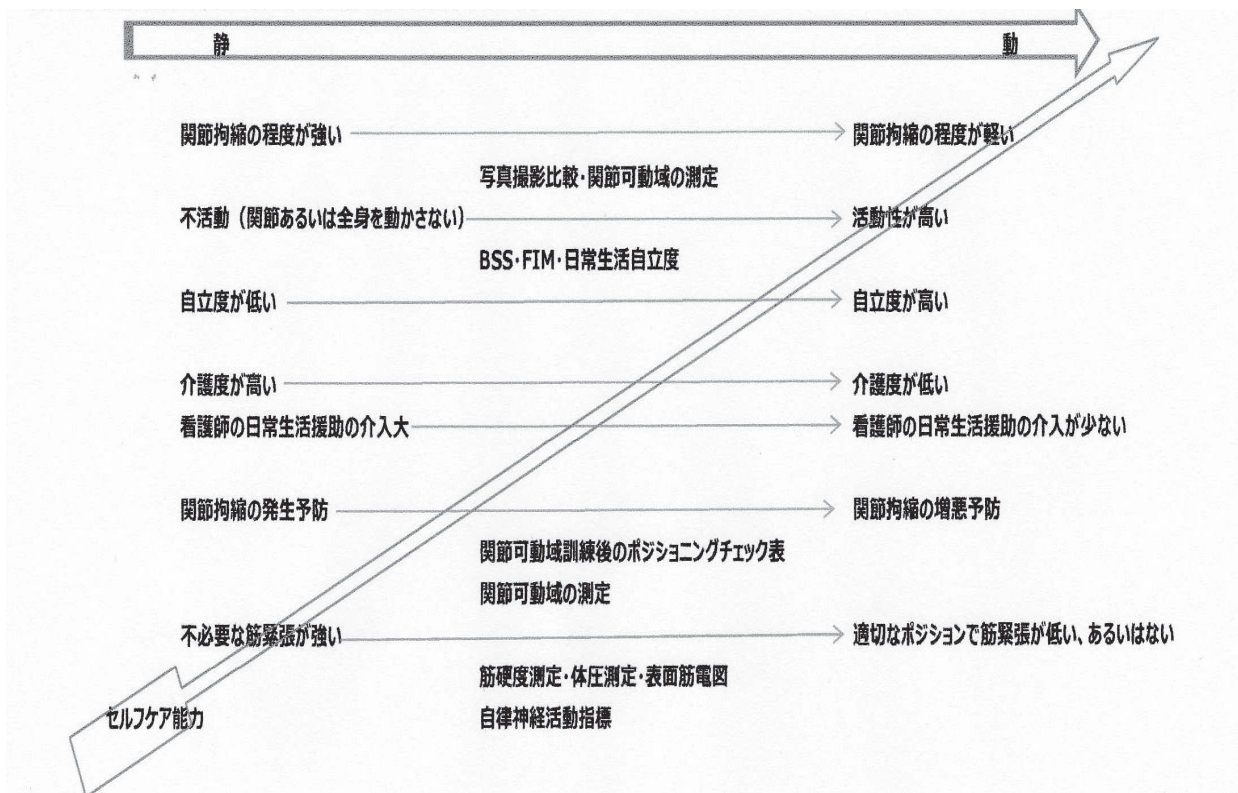 静 動
関節拘縮の程度が強い 関節拘縮の程度が軽い
写真撮影比較・関節可動域の測定
不活動（関節あるいは全身を動かさない） 活動性が高い
BSS・FIM・日常生活自立度
自立度が低い 自立度が高い
介護度が高い 介護度が低い
看護師の日常生活援助の介入大 看護師の日常生活援助の介入が少ない
関節拘縮の発生予防 関節拘縮の増悪予防
関節可動域訓練後のポジショニングチェック表
関節可動域の測定
不必要な筋緊張が強い 適切なポジションで筋緊張が低い、あるいはない
筋硬度測定・体圧測定・表面筋電図
セルフケア能力 自律神経活動指標